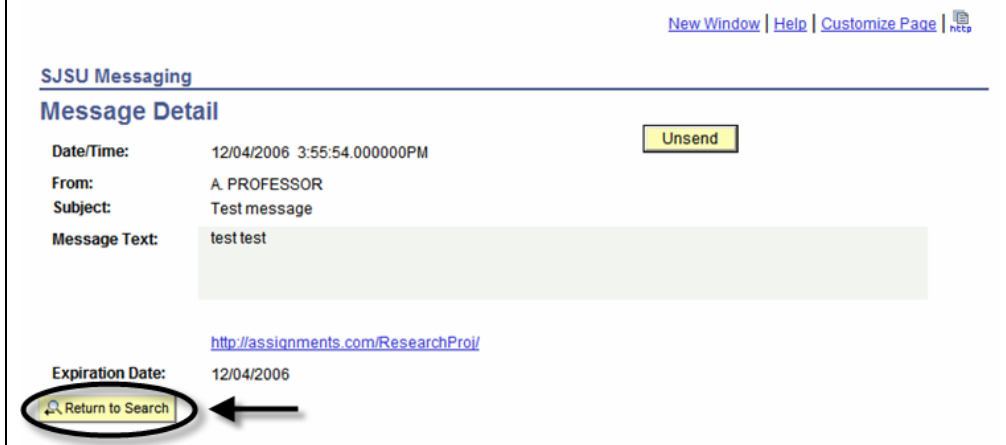 New Window | Help | Customize Page | http
SJSU Messaging
Message Detail
Unsend
Date/Time: 12/04/2006 3:55:54.000000PM
From: A. PROFESSOR
Subject: Test message
Message Text: test test
http://assignments.com/ResearchProj/
Expiration Date: 12/04/2006
Return to Search